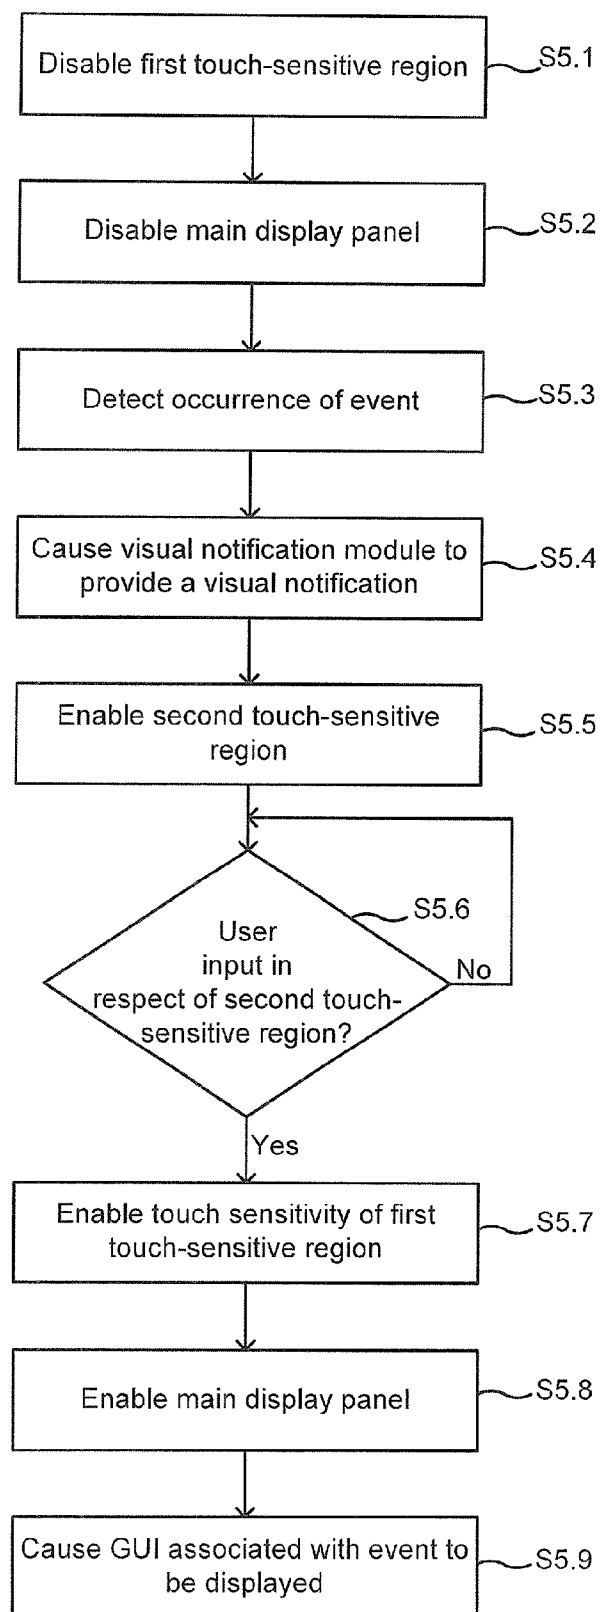 Disable first touch-sensitive region
S5.1
Disable main display panel
S5.2
Detect occurrence of event
S5.3
Cause visual notification module to
provide a visual notification
S5.4
Enable second touch-sensitive
region
S5.5
User
input in
respect of second touch-
sensitive region?
S5.6
No
Yes
Enable touch sensitivity of first
touch-sensitive region
S5.7
Enable main display panel
S5.8
Cause GUI associated with event to
be displayed
S5.9